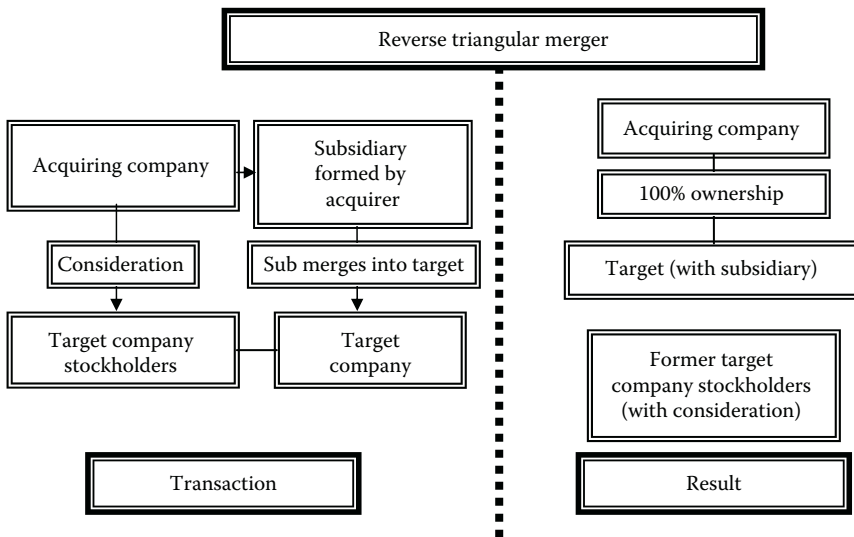 Reverse triangular merger
Acquiring company
Subsidiary
formed by
acquirer
Consideration
Sub merges into target
Target company
stockholders
Target
company
Transaction
Acquiring company
100% ownership
Target (with subsidiary)
Former target
company stockholders
(with consideration)
Result